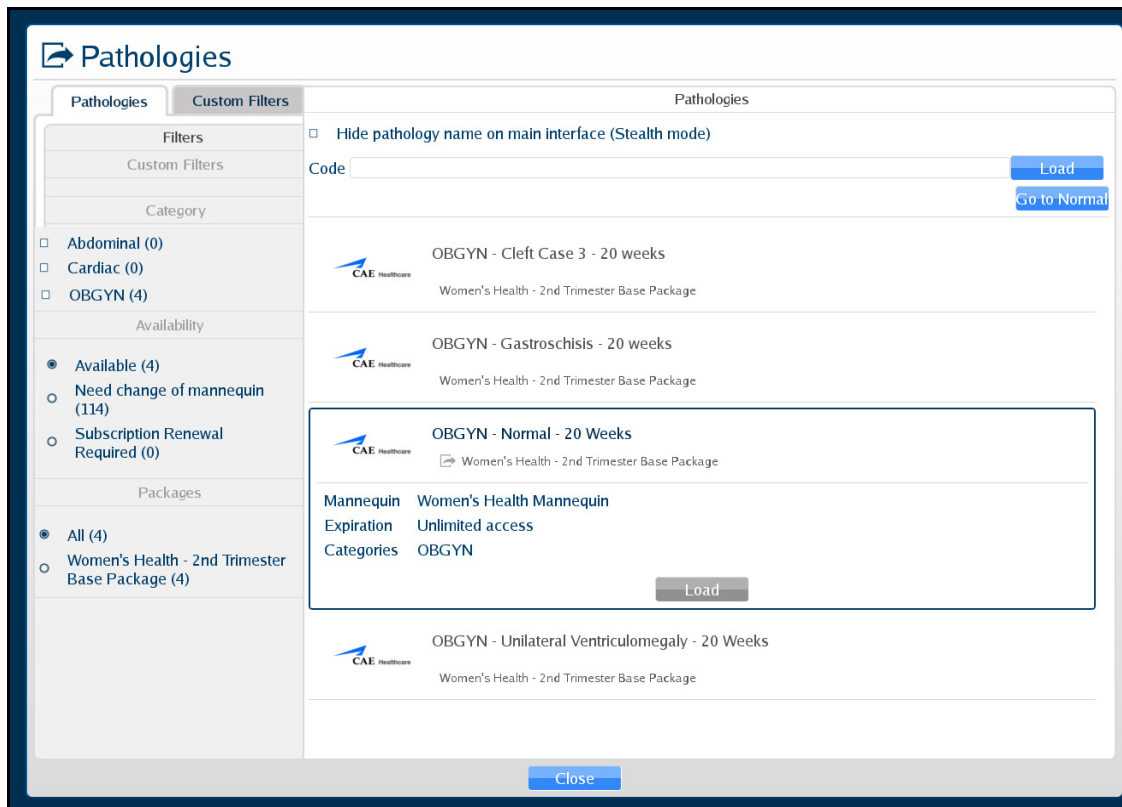 Pathologies
Pathologies
Custom Filters
Filters
Custom Filters
Category
Abdominal (0)
Cardiac (0)
OBGYN (4)
Availability
Available (4)
Need change of mannequin
(114)
Subscription Renewal
Required (0)
Packages
All (4)
Women's Health - 2nd Trimester
Base Package (4)
Pathologies
Hide pathology name on main interface (Stealth mode)
Code
Load
Go to Normal
CAE Healthcare
OBGYN - Cleft Case 3 - 20 weeks
Women's Health - 2nd Trimester Base Package
CAE Healthcare
OBGYN - Gastroschisis - 20 weeks
Women's Health - 2nd Trimester Base Package
CAE Healthcare
OBGYN - Normal - 20 Weeks
Women's Health - 2nd Trimester Base Package
Mannequin Women's Health Mannequin
Expiration Unlimited access
Categories OBGYN
Load
CAE Healthcare
OBGYN - Unilateral Ventriculomegaly - 20 Weeks
Women's Health - 2nd Trimester Base Package
Close